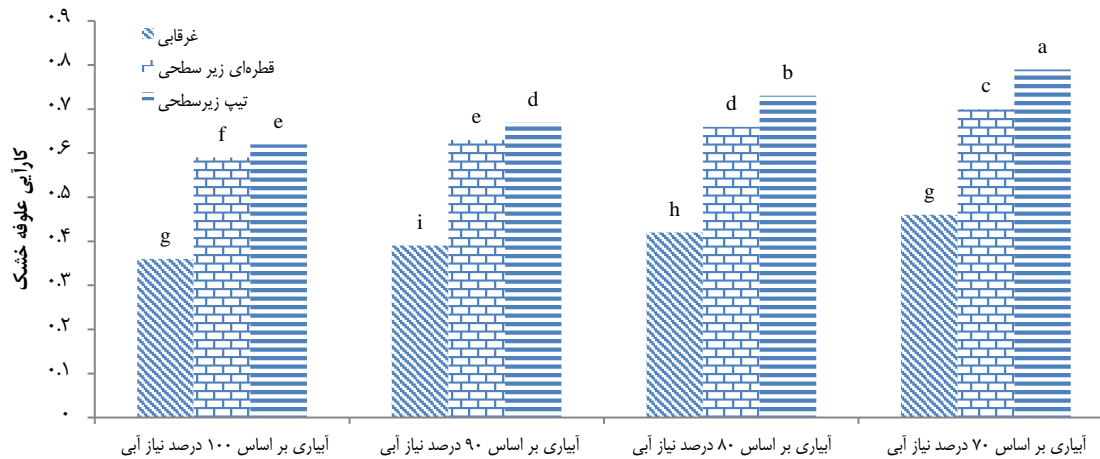 کارآیی علوفه خشک
۰.۹
۰.۸
۰.۷
۰.۶
۰.۵
۰.۴
۰.۳
۰.۲
۰.۱
۰
غرقابی
قطره‌ای زیر سطحی
تیپ زیرسطحی
g
f
e
i
e
d
h
d
b
g
c
a
آبیاری بر اساس ۱۰۰ درصد نیاز آبی
آبیاری بر اساس ۹۰ درصد نیاز آبی
آبیاری بر اساس ۸۰ درصد نیاز آبی
آبیاری بر اساس ۷۰ درصد نیاز آبی